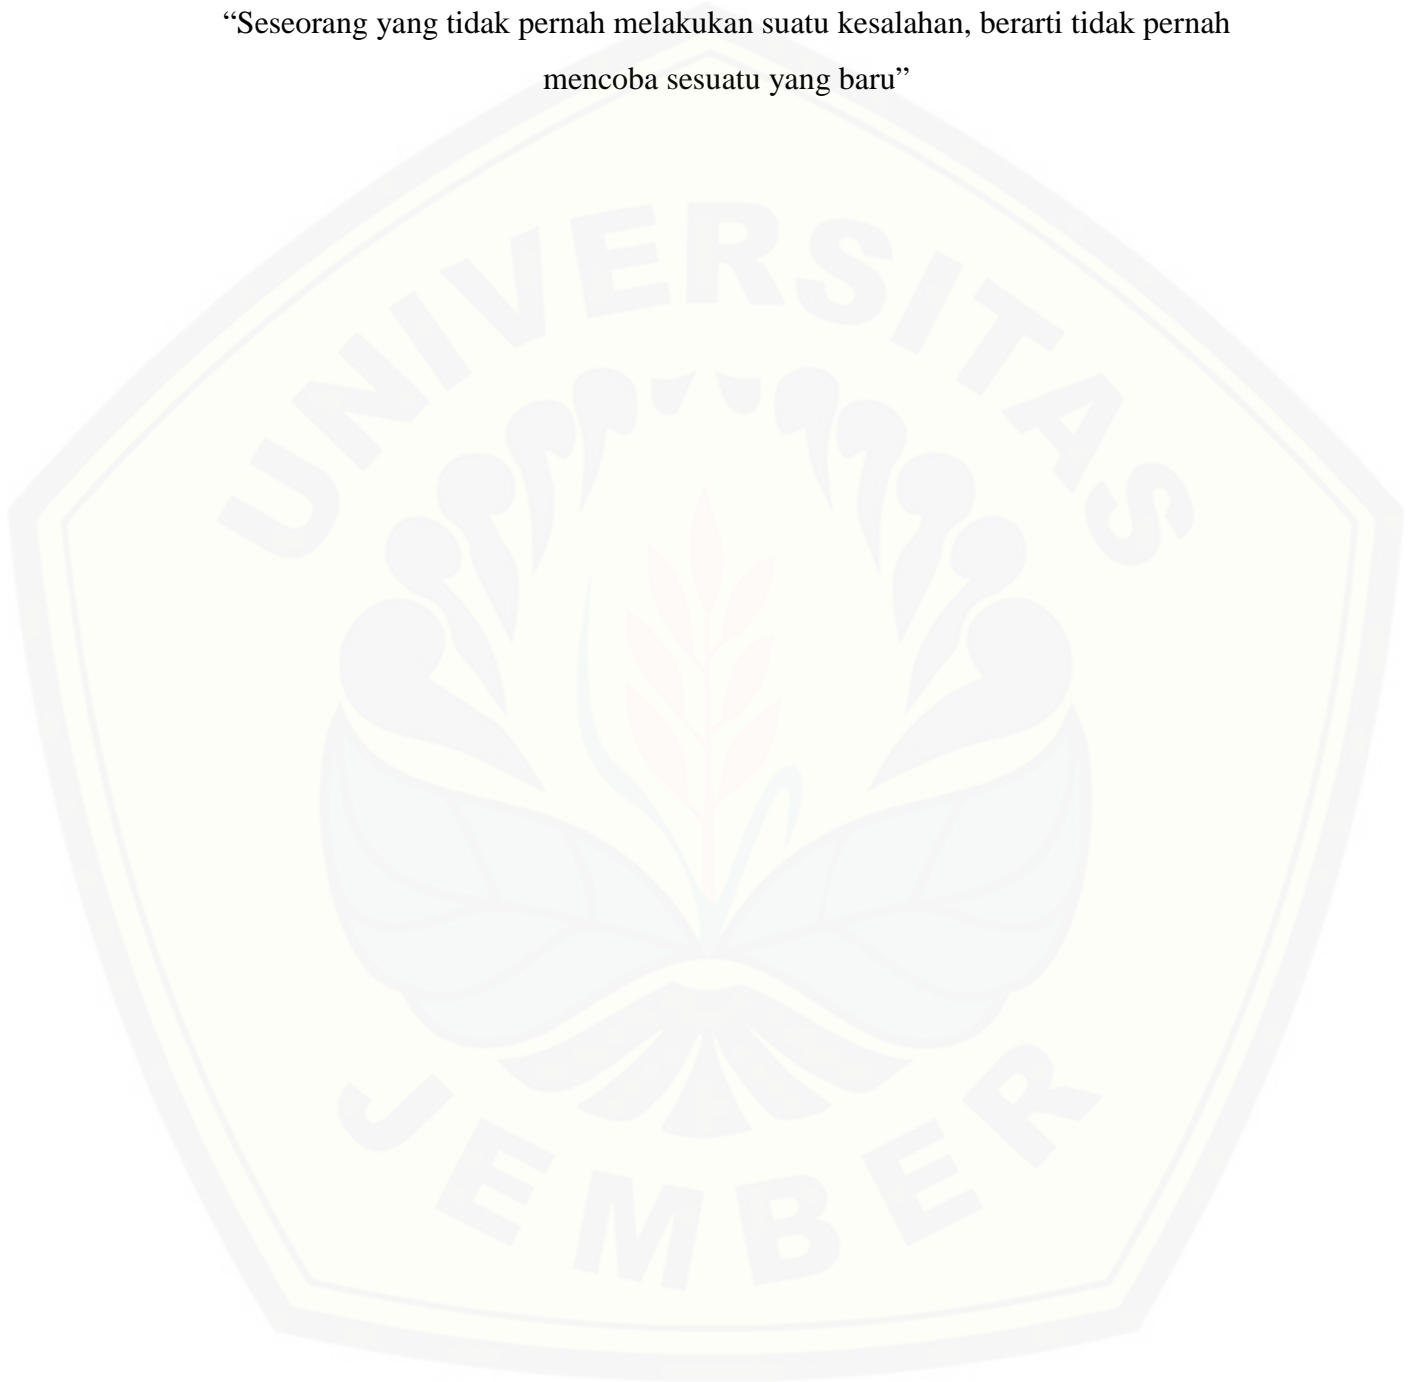 “Seseorang yang tidak pernah melakukan suatu kesalahan, berarti tidak pernah
mencoba sesuatu yang baru”
UNIVERSITAS
JEMBER